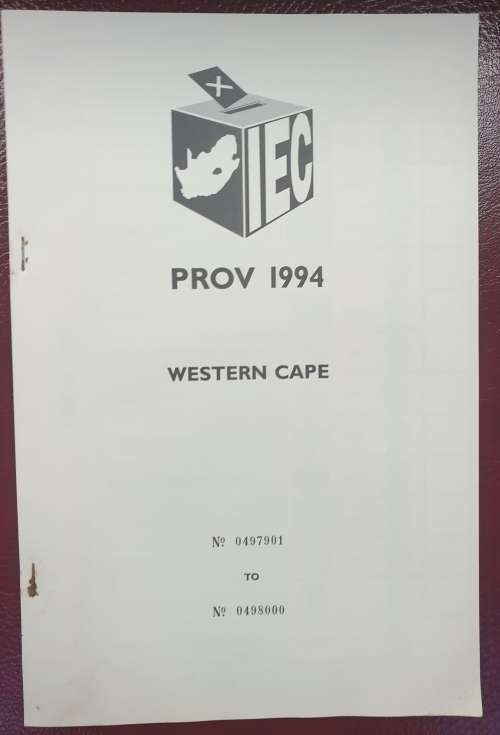 IEC
PROV 1994
WESTERN CAPE
Nº 0497901
TO
Nº 0498000